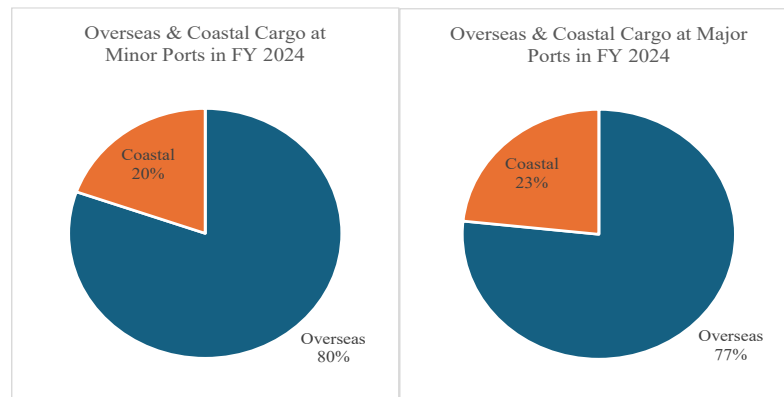 Overseas & Coastal Cargo at
Minor Ports in FY 2024
Coastal
20%
Overseas
80%
Overseas & Coastal Cargo at Major
Ports in FY 2024
Coastal
23%
Overseas
77%